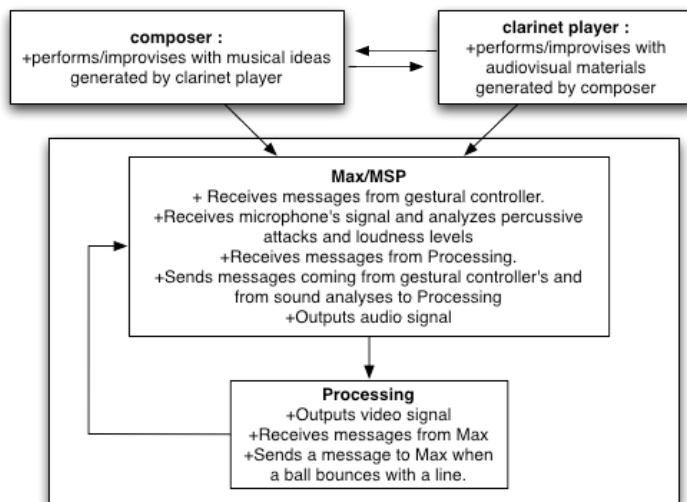 composer :
+performs/improvises with musical ideas
generated by clarinet player
clarinet player :
+performs/improvises with
audiovisual materials
generated by composer
Max/MSP
+ Receives messages from gestural controller.
+Receives microphone's signal and analyzes percussive
attacks and loudness levels
+Receives messages from Processing.
+Sends messages coming from gestural controller's and
from sound analyses to Processing
+Outputs audio signal
Processing
+Outputs video signal
+Receives messages from Max
+Sends a message to Max when
a ball bounces with a line.